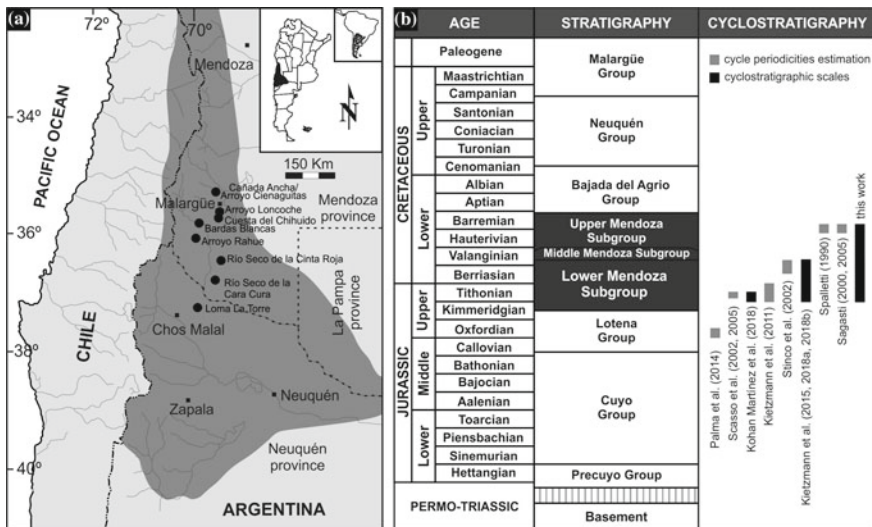 (a)
72°
70°
Mendoza
N
34°
150 Km
PACIFIC OCEAN
Cañada Ancha/
Arroyo Cienaguitas
Malargüe
Arroyo Loncoche
Cuesta del Chihuido
Mendoza
province
36°
Bardas Blancas
Arroyo Rahue
Río Seco de la Cinta Roja
Río Seco de la
Cara Cura
La Pampa
province
Loma La Torre
Chos Malal
CHILE
38°
Zapala
Neuquén
Neuquén
province
40°
ARGENTINA
(b)
AGE
STRATIGRAPHY
CYCLOSTRATIGRAPHY
cycle periodicities estimation
cyclostratigraphic scales
Paleogene
Malargüe
Group
CRETACEOUS
Upper
Maastrichtian
Campanian
Santonian
Coniacian
Turonian
Cenomanian
Neuquén
Group
Lower
Albian
Aptian
Barremian
Hauterivian
Valanginian
Berriasian
Bajada del Agrio
Group
Upper Mendoza
Subgroup
Middle Mendoza Subgroup
Lower Mendoza
Subgroup
JURASSIC
Upper
Tithonian
Kimmeridgian
Oxfordian
Lotena
Group
Middle
Callovian
Bathonian
Bajocian
Aalenian
Cuyo
Group
Lower
Toarcian
Piensbachian
Sinemurian
Hettangian
Precuyo Group
PERMO-TRIASSIC
Basement
Palma et al. (2014)
Scasso et al. (2002, 2005)
Kohan Martínez et al. (2018)
Kietzmann et al. (2011)
Stinco et al. (2002)
Kietzmann et al. (2015, 2018a, 2018b)
Spalletti (1990)
Sagasti (2000, 2005)
this work